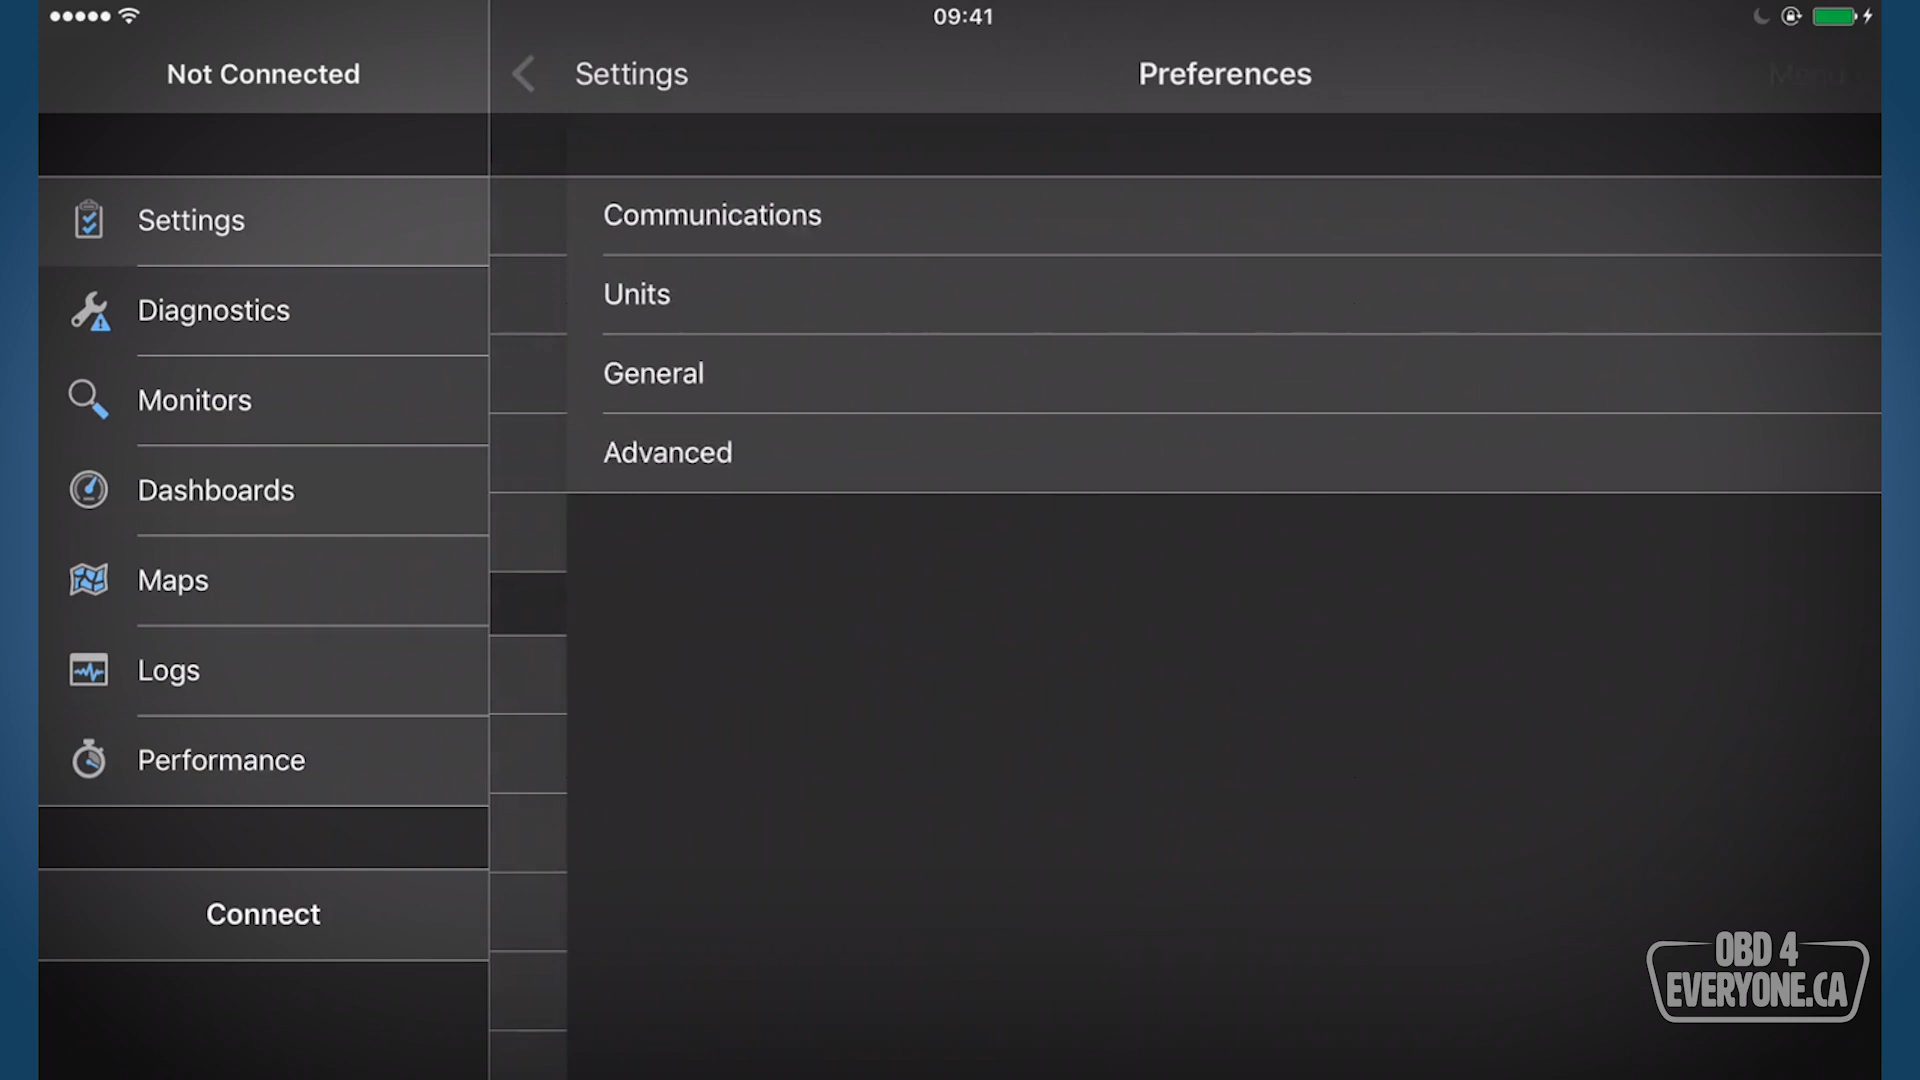 09:41
Not Connected
Settings
Preferences
Menu
Settings
Diagnostics
Monitors
Dashboards
Maps
Logs
Performance
Connect
Communications
Units
General
Advanced
OBD 4
EVERYONE.CA